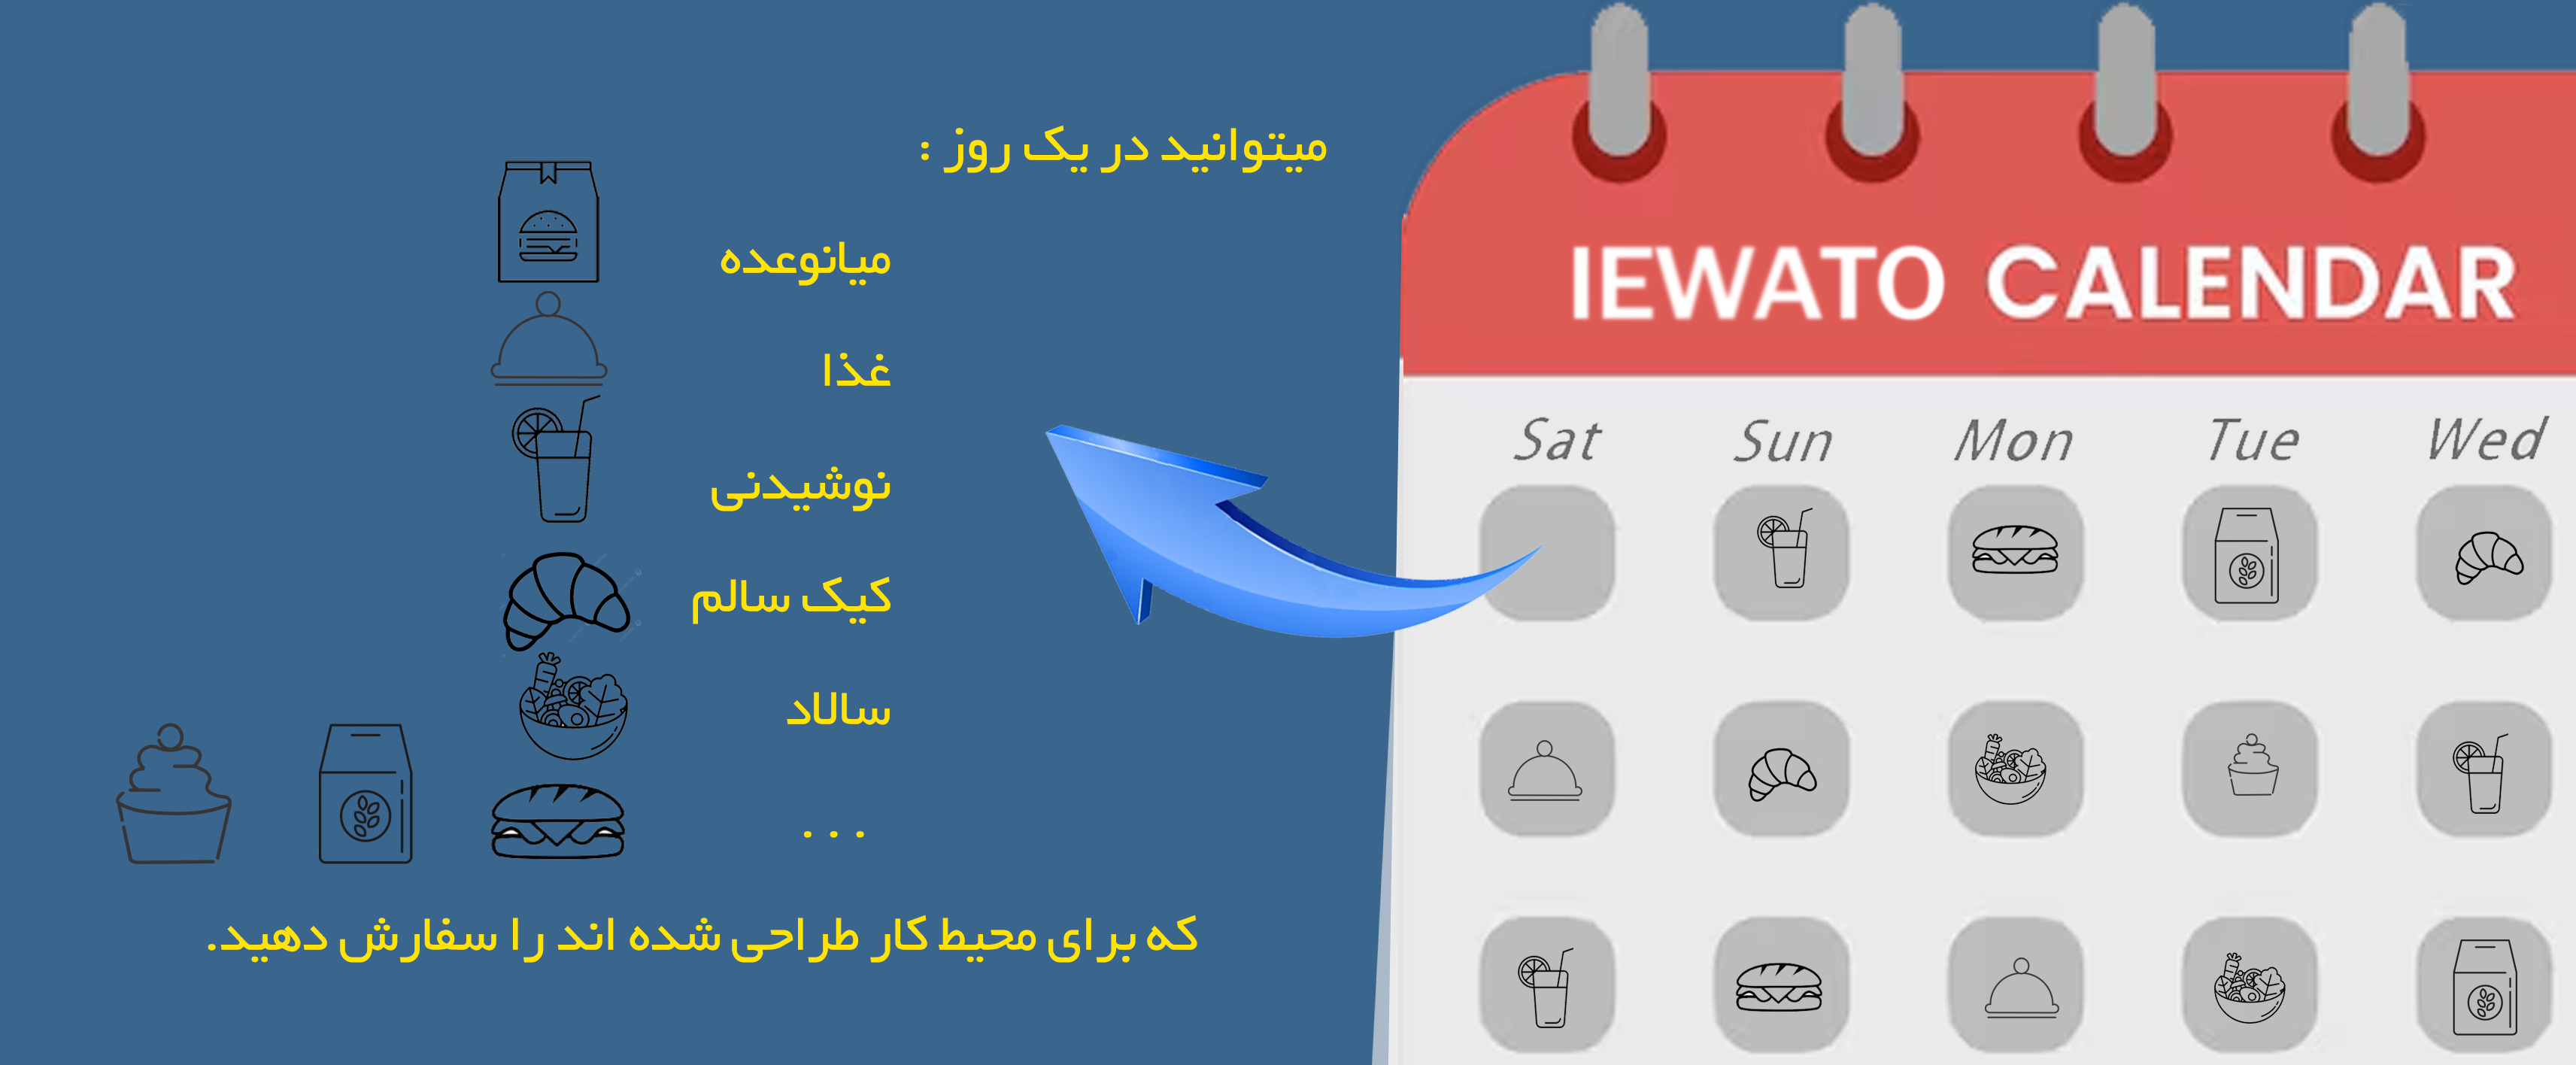 میتوانید در یک روز :
میانوعده
غذا
نوشیدنی
کیک سالم
سالاد
...
که برای محیط کار طراحی شده اند را سفارش دهید.
IEWATO CALENDAR
Sat Sun Mon Tue Wed